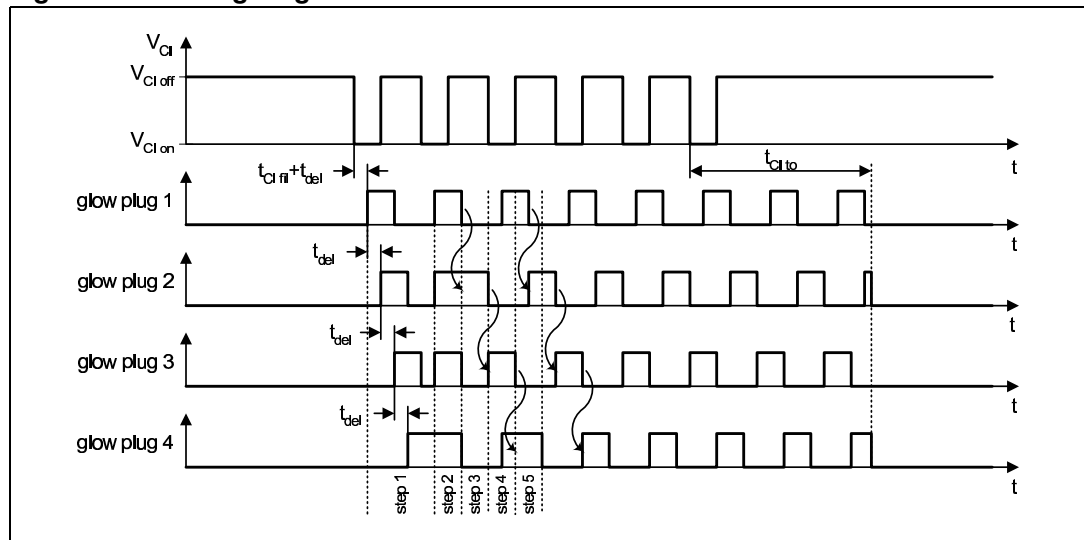 V_CI
V_CI off
V_CI on
t_CI fil+t_del
t_CI to
t
glow plug 1
t
t_del
glow plug 2
t
t_del
glow plug 3
t
t_del
glow plug 4
t
step 1
step 2
step 3
step 4
step 5